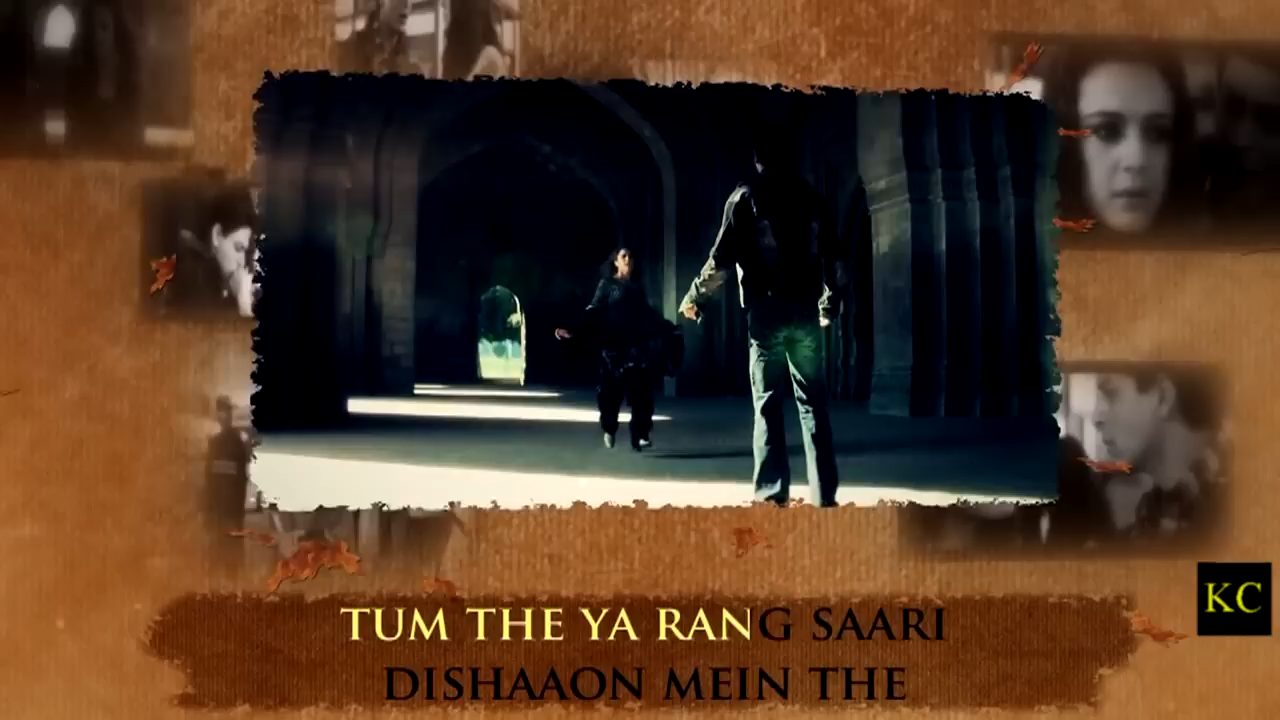 KC
TUM THE YA RANG SAARI
DISHAAON MEIN THE